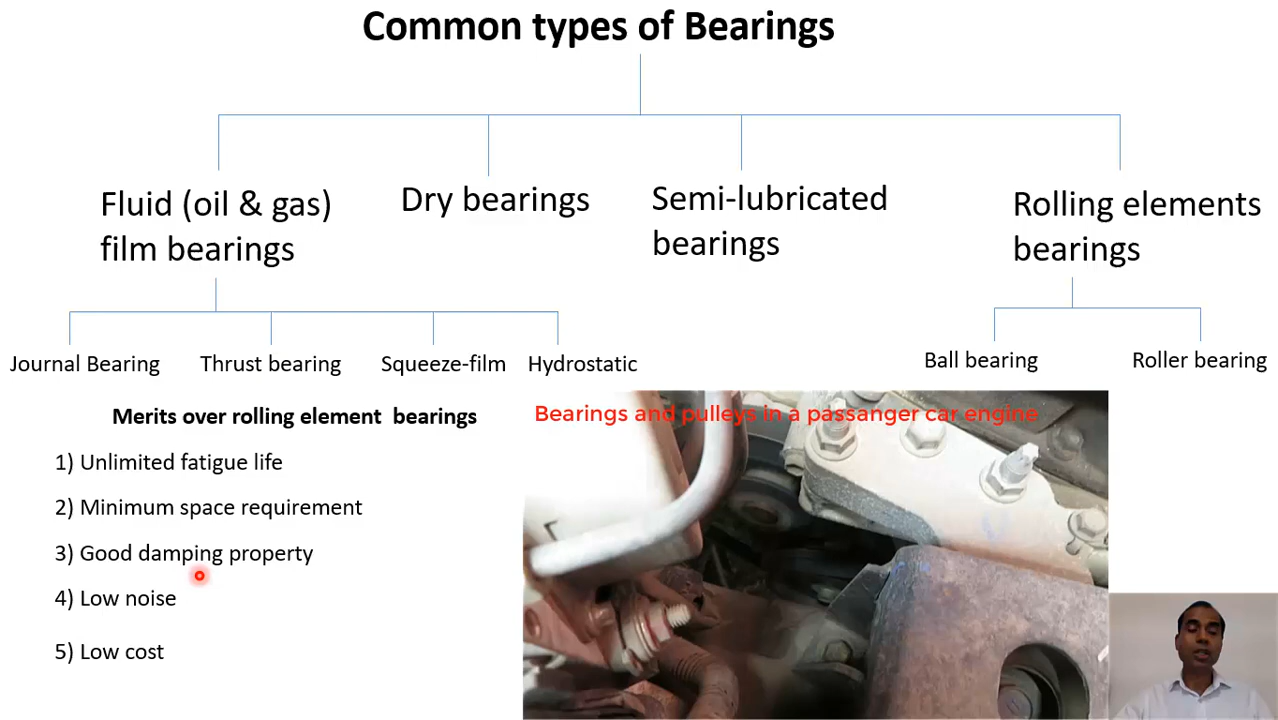 Common types of Bearings
Fluid (oil & gas)
film bearings
Dry bearings
Semi-lubricated
bearings
Rolling elements
bearings
Journal Bearing
Thrust bearing
Squeeze-film
Hydrostatic
Ball bearing
Roller bearing
Merits over rolling element bearings
1) Unlimited fatigue life
2) Minimum space requirement
3) Good damping property
4) Low noise
5) Low cost
Bearings and pulleys in a passanger car engine